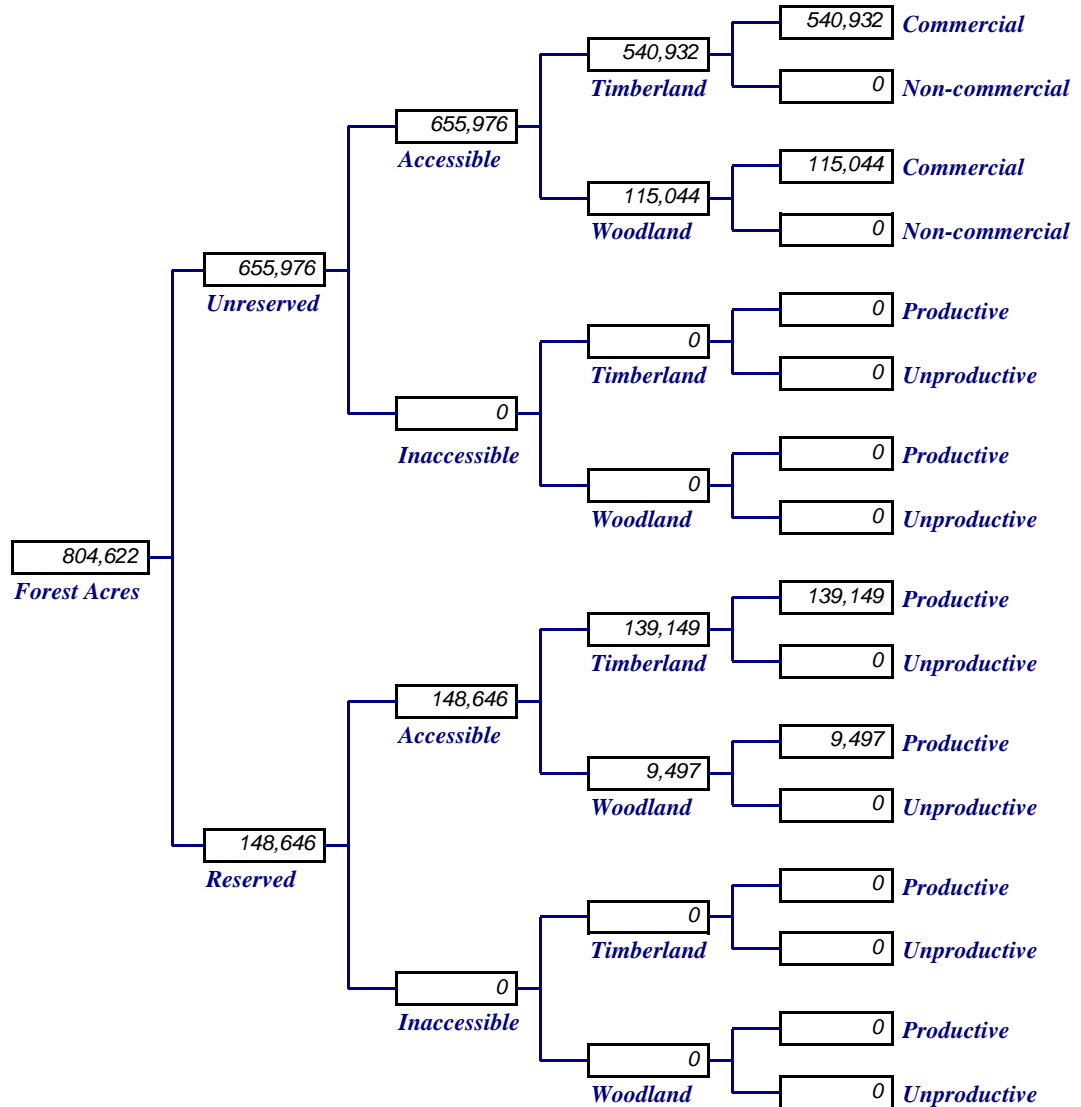 540,932 Commercial
540,932
Timberland
0 Non-commercial
655,976
Accessible
115,044 Commercial
115,044
Woodland
0 Non-commercial
655,976
Unreserved
0 Productive
0
Timberland
0 Unproductive
0
Inaccessible
0 Productive
0
Woodland
0 Unproductive
804,622
Forest Acres
139,149 Productive
139,149
Timberland
0 Unproductive
148,646
Accessible
9,497 Productive
9,497
Woodland
0 Unproductive
148,646
Reserved
0 Productive
0
Timberland
0 Unproductive
0
Inaccessible
0 Productive
0
Woodland
0 Unproductive